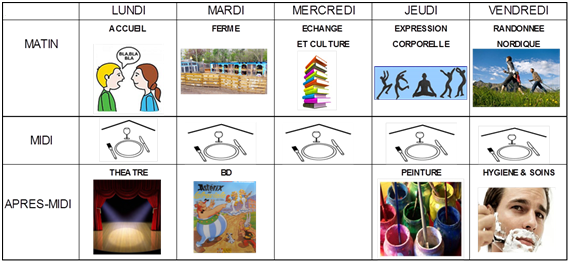 LUNDI MARDI MERCREDI JEUDI VENDREDI
MATIN
ACCUEIL
BLA,BLA,
BLA
FERME
ECHANGE
ET CULTURE
EXPRESSION
CORPORELLE
RANDONNEE
NORDIQUE
MIDI
APRES-MIDI
THEATRE
BD
ASTERIX
PEINTURE
HYGIENE & SOINS